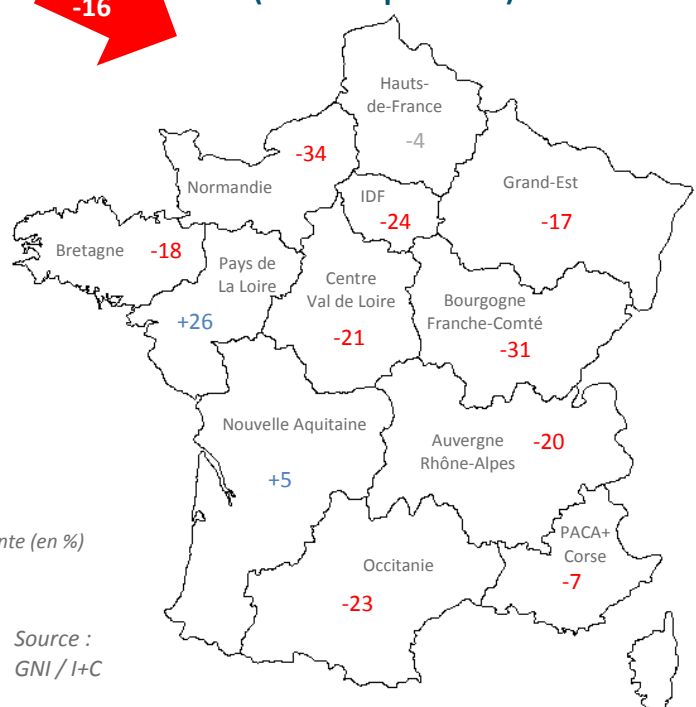 -16
Hauts-
de-France
-4
-34
Normandie
IDF
-24
Grand-Est
-17
Bretagne -18
Pays de
La Loire
+26
Centre
Val de Loire
-21
Bourgogne
Franche-Comté
-31
Nouvelle Aquitaine
+5
Auvergne -20
Rhône-Alpes
PACA+
Corse
-7
Occitanie
-23
nte (en %)
Source :
GNI / I+C